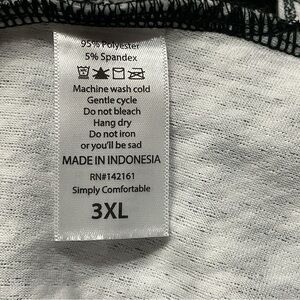 95% Polyester
5% Spandex
Machine wash cold
Gentle cycle
Do not bleach
Hang dry
Do not iron
or you'll be sad
MADE IN INDONESIA
RN#142161
Simply Comfortable
3XL